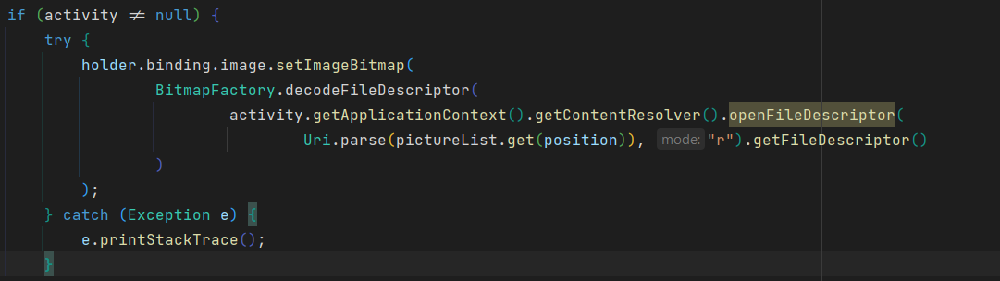 if (activity ≠ null) {
try {
holder.binding.image.setImageBitmap(
BitmapFactory.decodeFileDescriptor(
activity.getApplicationContext().getContentResolver().openFileDescriptor(
Uri.parse(pictureList.get(position)), mode: "r").getFileDescriptor()
)
);
} catch (Exception e) {
e.printStackTrace();
}